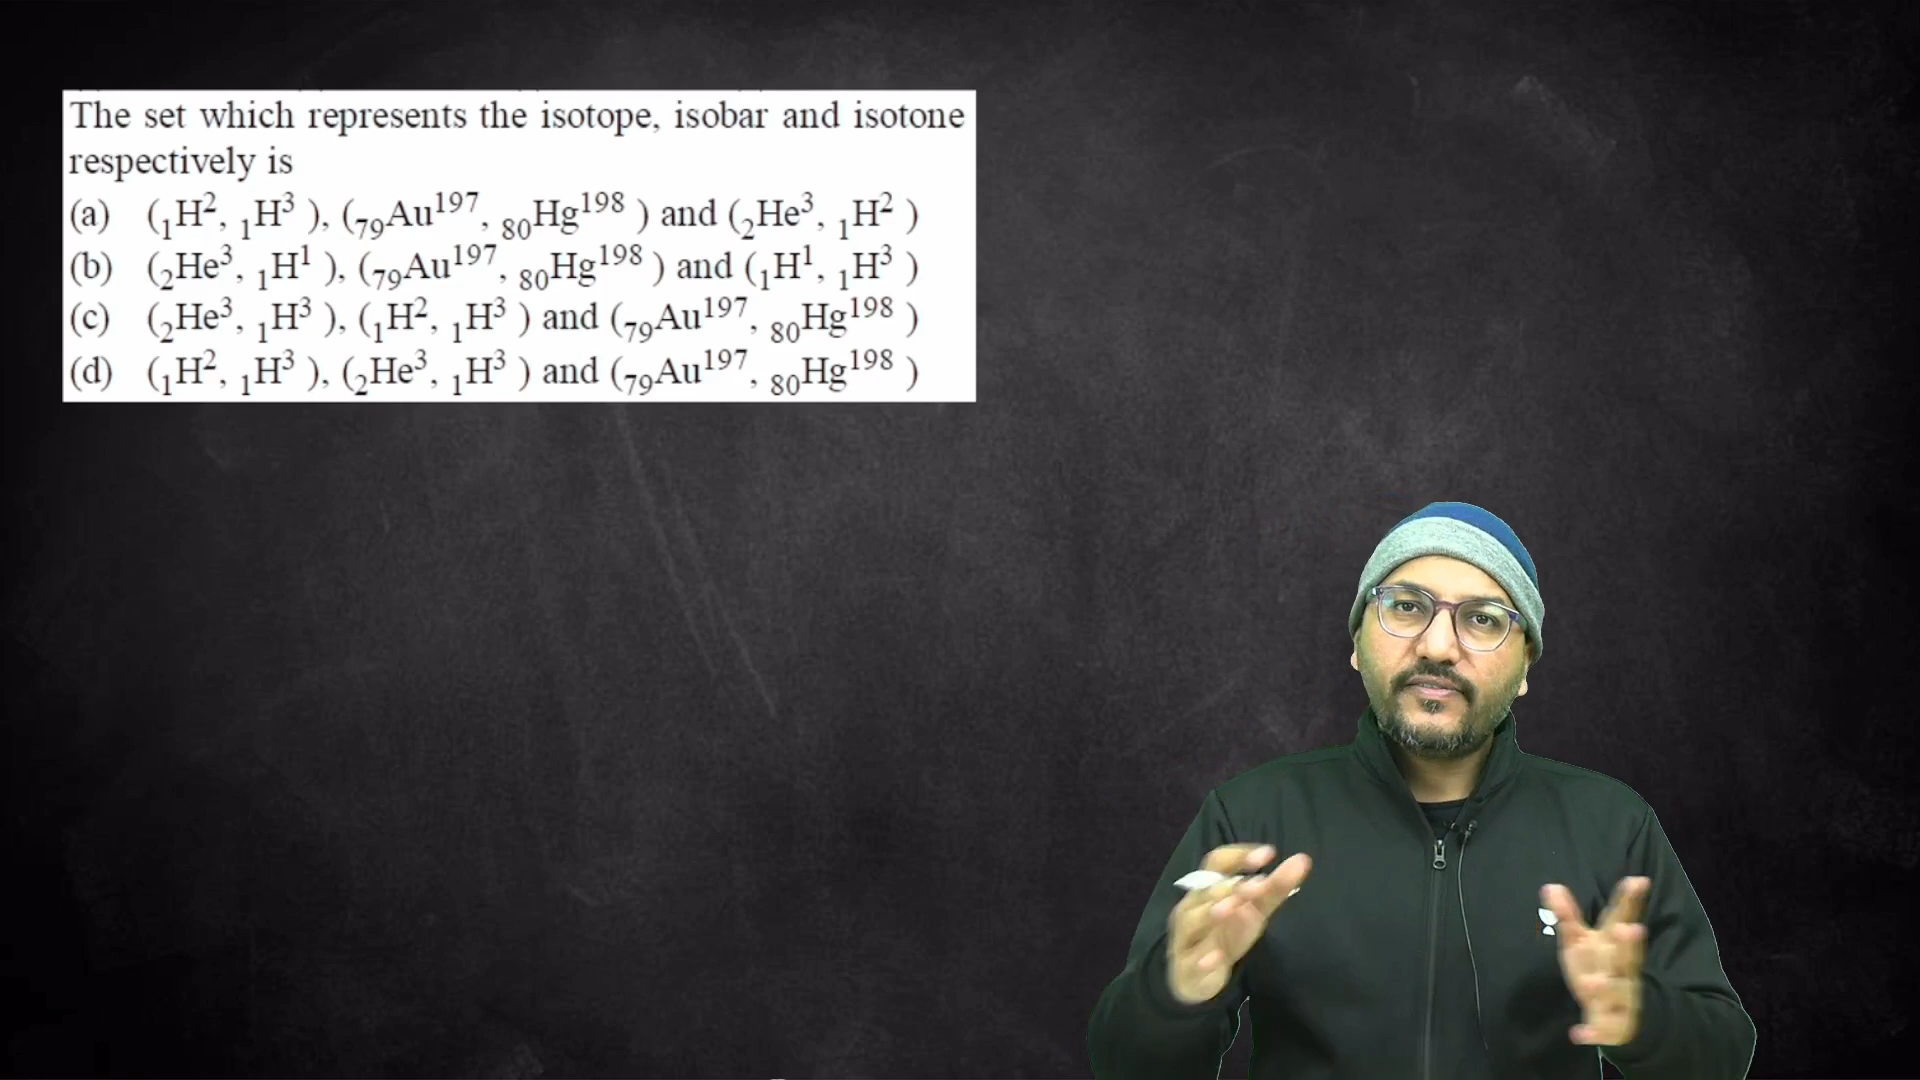 The set which represents the isotope, isobar and isotone
respectively is
(a) (₁H², ₁H³ ), (₇₉Au¹⁹⁷, ₈₀Hg¹⁹⁸ ) and (₂He³, ₁H² )
(b) (₂He³, ₁H¹ ), (₇₉Au¹⁹⁷, ₈₀Hg¹⁹⁸ ) and (₁H¹, ₁H³ )
(c) (₂He³, ₁H³ ), (₁H², ₁H³ ) and (₇₉Au¹⁹⁷, ₈₀Hg¹⁹⁸ )
(d) (₁H², ₁H³ ), (₂He³, ₁H³ ) and (₇₉Au¹⁹⁷, ₈₀Hg¹⁹⁸ )